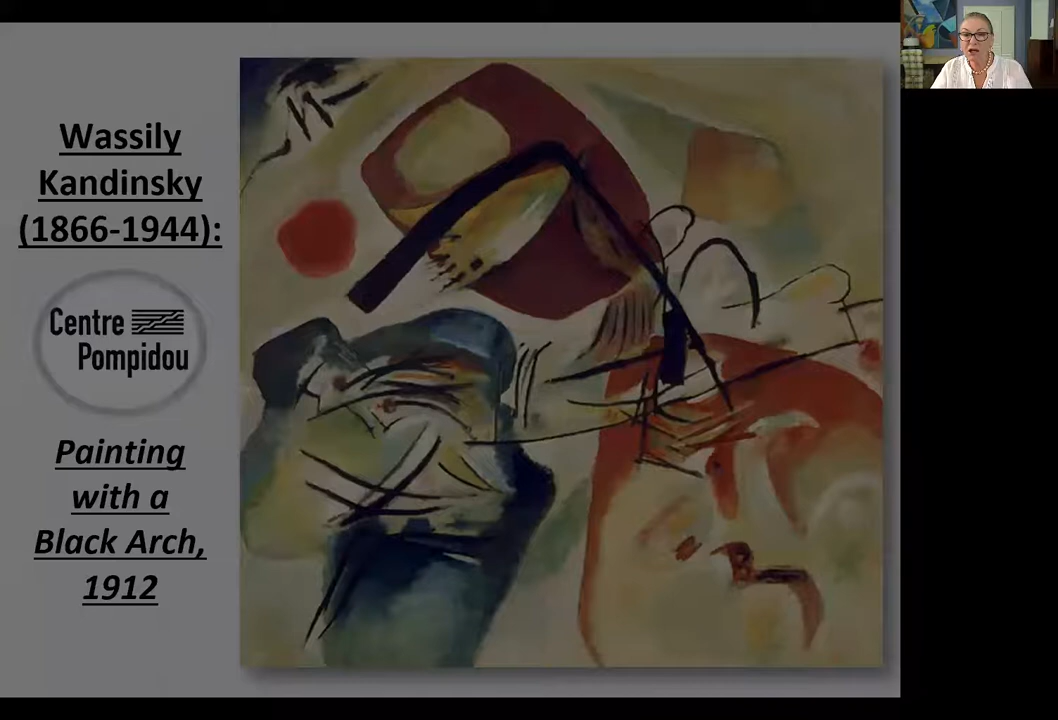 Wassily
Kandinsky
(1866-1944):
Centre
Pompidou
Painting
with a
Black Arch,
1912